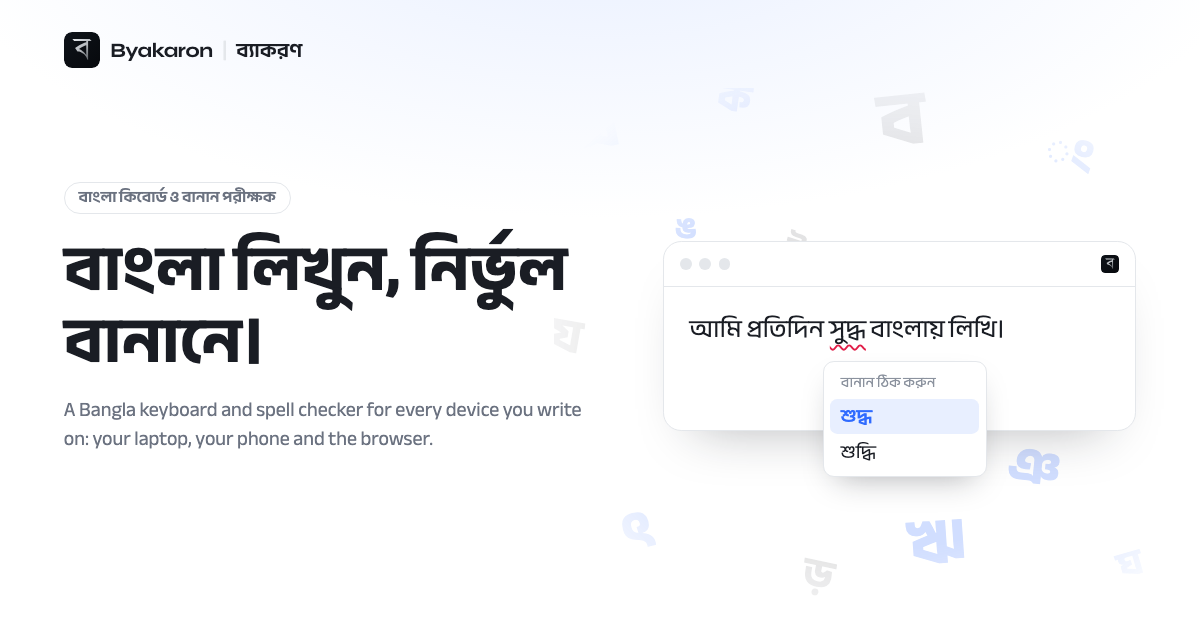 ব Byakaron | ব্যাকরণ
বাংলা কিবোর্ড ও বানান পরীক্ষক
বাংলা লিখুন, নির্ভুল
বানানে।
A Bangla keyboard and spell checker for every device you write
on: your laptop, your phone and the browser.
ক
ব
ং
ঙ
ঘ
ব
আমি প্রতিদিন সুদ্ধ বাংলায় লিখি।
বানান ঠিক করুন
শুদ্ধ
শুদ্ধি
ঞ
ৎ
ঋ
ড়
ঘ